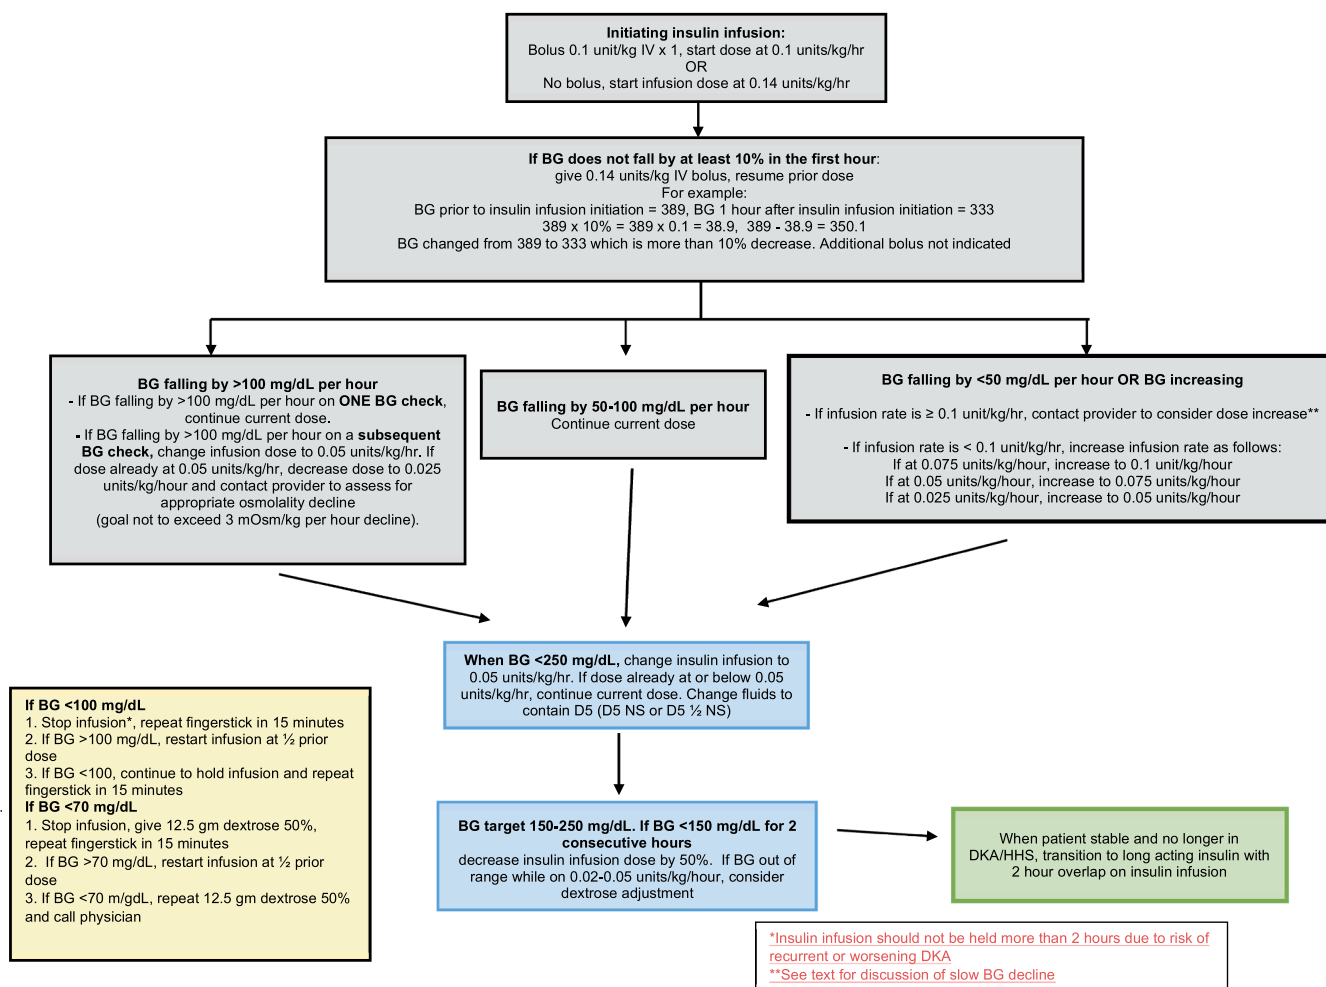 Initiating insulin infusion:
Bolus 0.1 unit/kg IV x 1, start dose at 0.1 units/kg/hr
OR
No bolus, start infusion dose at 0.14 units/kg/hr
If BG does not fall by at least 10% in the first hour:
give 0.14 units/kg IV bolus, resume prior dose
For example:
BG prior to insulin infusion initiation = 389, BG 1 hour after insulin infusion initiation = 333
389 x 10% = 389 x 0.1 = 38.9, 389 - 38.9 = 350.1
BG changed from 389 to 333 which is more than 10% decrease. Additional bolus not indicated
BG falling by >100 mg/dL per hour
- If BG falling by >100 mg/dL per hour on ONE BG check,
continue current dose.
- If BG falling by >100 mg/dL per hour on a subsequent
BG check, change infusion dose to 0.05 units/kg/hr. If
dose already at 0.05 units/kg/hr, decrease dose to 0.025
units/kg/hour and contact provider to assess for
appropriate osmolality decline
(goal not to exceed 3 mOsm/kg per hour decline).
BG falling by 50-100 mg/dL per hour
Continue current dose
BG falling by <50 mg/dL per hour OR BG increasing
- If infusion rate is ≥ 0.1 unit/kg/hr, contact provider to consider dose increase**
- If infusion rate is < 0.1 unit/kg/hr, increase infusion rate as follows:
If at 0.075 units/kg/hour, increase to 0.1 unit/kg/hour
If at 0.05 units/kg/hour, increase to 0.075 units/kg/hour
If at 0.025 units/kg/hour, increase to 0.05 units/kg/hour
When BG <250 mg/dL, change insulin infusion to
0.05 units/kg/hr. If dose already at or below 0.05
units/kg/hr, continue current dose. Change fluids to
contain D5 (D5 NS or D5 ½ NS)
If BG <100 mg/dL
1. Stop infusion*, repeat fingerstick in 15 minutes
2. If BG >100 mg/dL, restart infusion at ½ prior
dose
3. If BG <100, continue to hold infusion and repeat
fingerstick in 15 minutes
If BG <70 mg/dL
1. Stop infusion, give 12.5 gm dextrose 50%,
repeat fingerstick in 15 minutes
2. If BG >70 mg/dL, restart infusion at ½ prior
dose
3. If BG <70 m/gdL, repeat 12.5 gm dextrose 50%
and call physician
BG target 150-250 mg/dL. If BG <150 mg/dL for 2
consecutive hours
decrease insulin infusion dose by 50%. If BG out of
range while on 0.02-0.05 units/kg/hour, consider
dextrose adjustment
When patient stable and no longer in
DKA/HHS, transition to long acting insulin with
2 hour overlap on insulin infusion
*Insulin infusion should not be held more than 2 hours due to risk of
recurrent or worsening DKA
**See text for discussion of slow BG decline